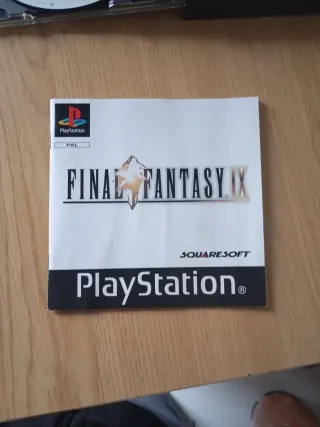 PlayStation
PAL
FINAL FANTASY IX
SQUARESOFT
PlayStation®